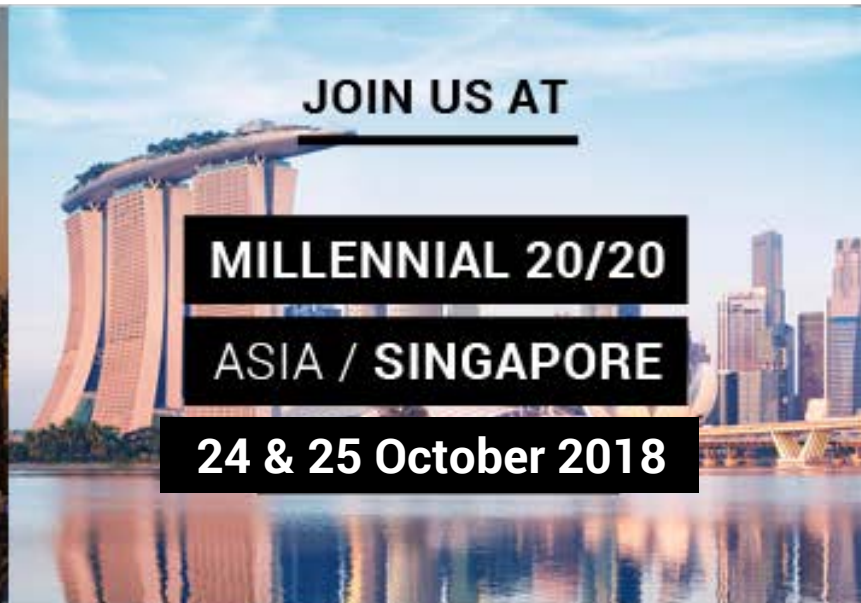 JOIN US AT
MILLENNIAL 20/20
ASIA / SINGAPORE
24 & 25 October 2018